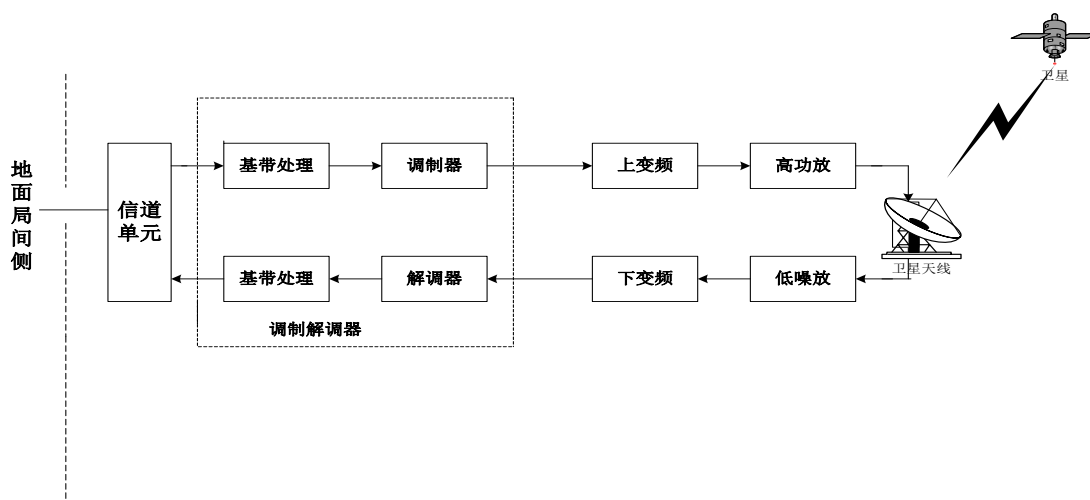 卫星
地面局间侧
信道
单元
基带处理
调制器
上变频
高功放
基带处理
解调器
下变频
低噪放
卫星天线
调制解调器